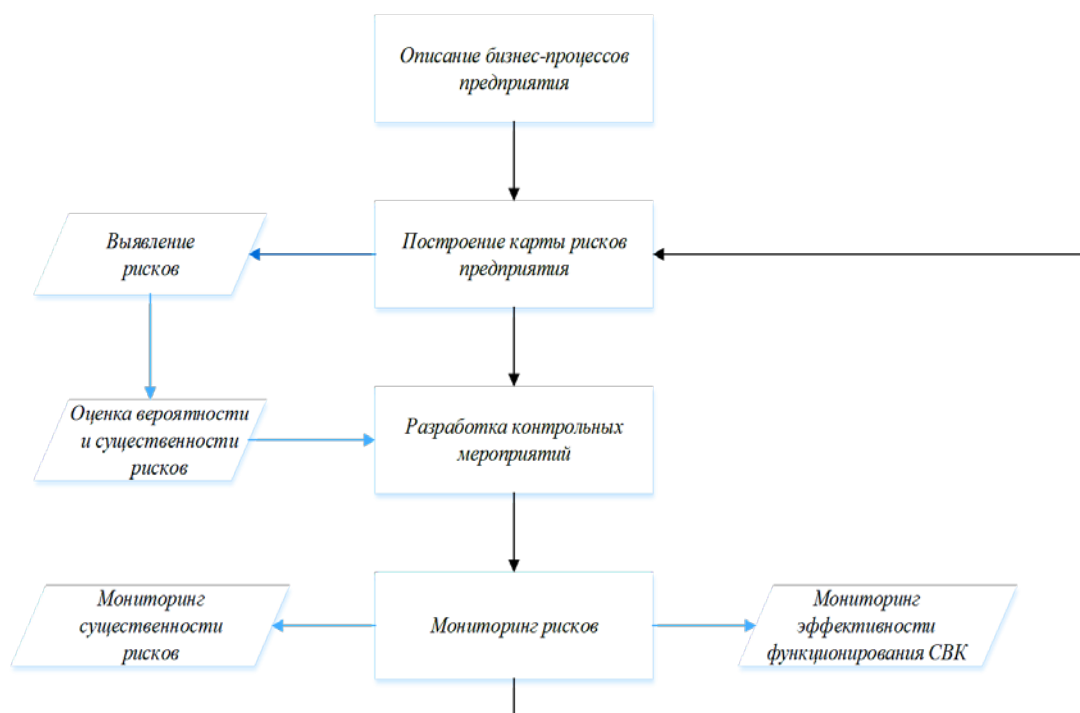 Описание бизнес-процессов
предприятия
Выявление
рисков
Построение карты рисков
предприятия
Оценка вероятности
и существенности
рисков
Разработка контрольных
мероприятий
Мониторинг
существенности
рисков
Мониторинг рисков
Мониторинг
эффективности
функционирования СВК